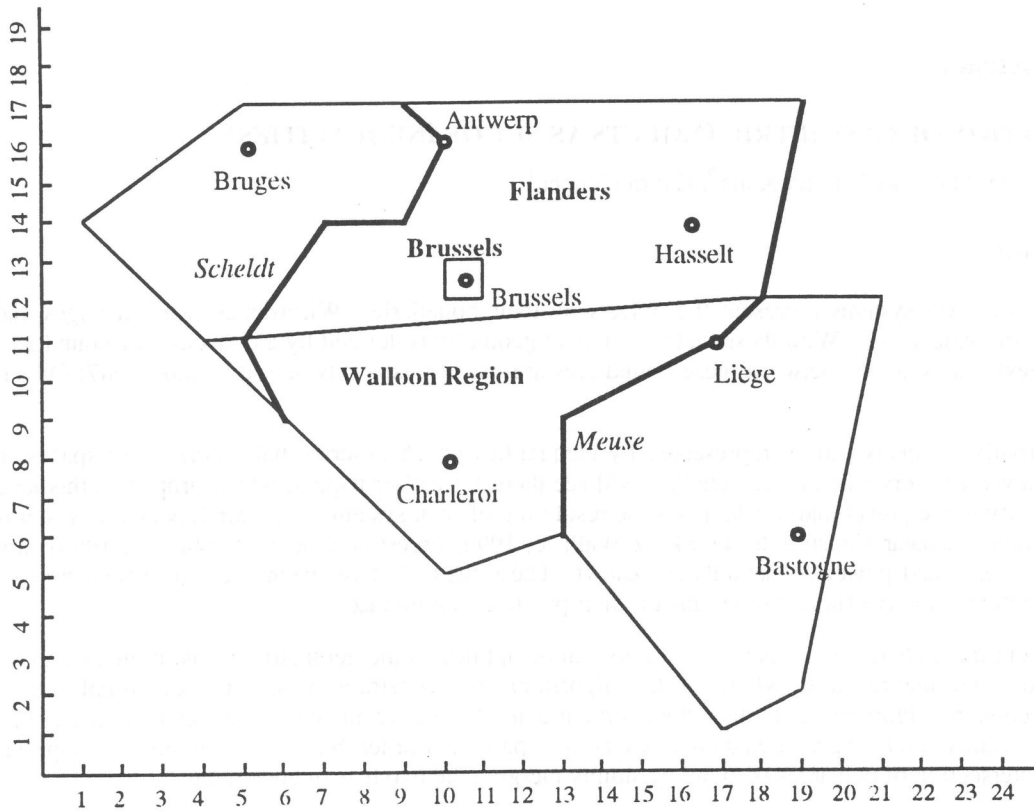 19
18
17
16
15
14
13
12
11
10
9
8
7
6
5
4
3
2
1
Antwerp
Bruges
Flanders
Brussels
Hasselt
Scheldt
Brussels
Walloon Region
Liège
Meuse
Charleroi
Bastogne
1 2 3 4 5 6 7 8 9 10 11 12 13 14 15 16 17 18 19 20 21 22 23 24